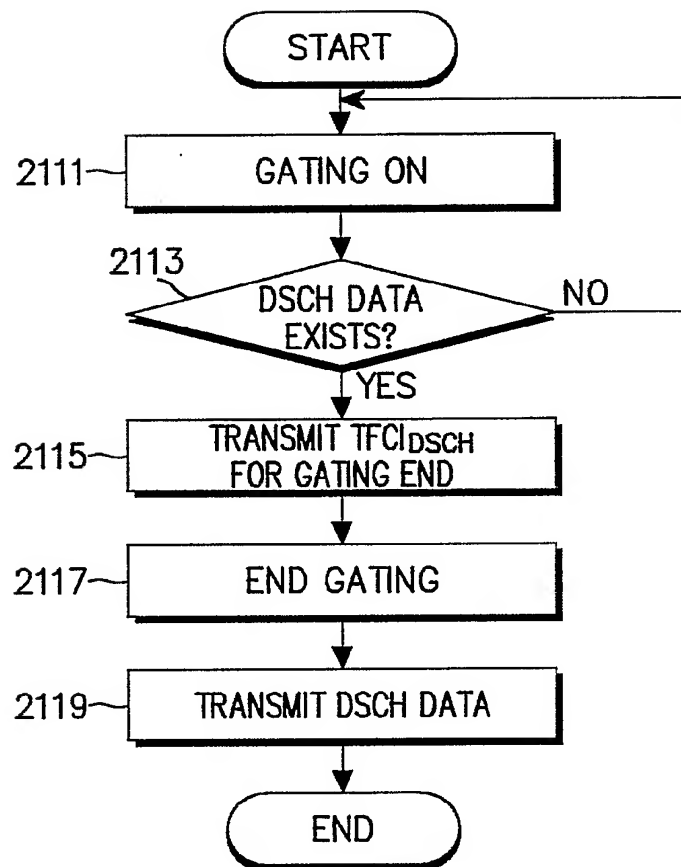 START
2111
GATING ON
2113
DSCH DATA
EXISTS?
NO
YES
2115
TRANSMIT TFCIDSCH
FOR GATING END
2117
END GATING
2119
TRANSMIT DSCH DATA
END